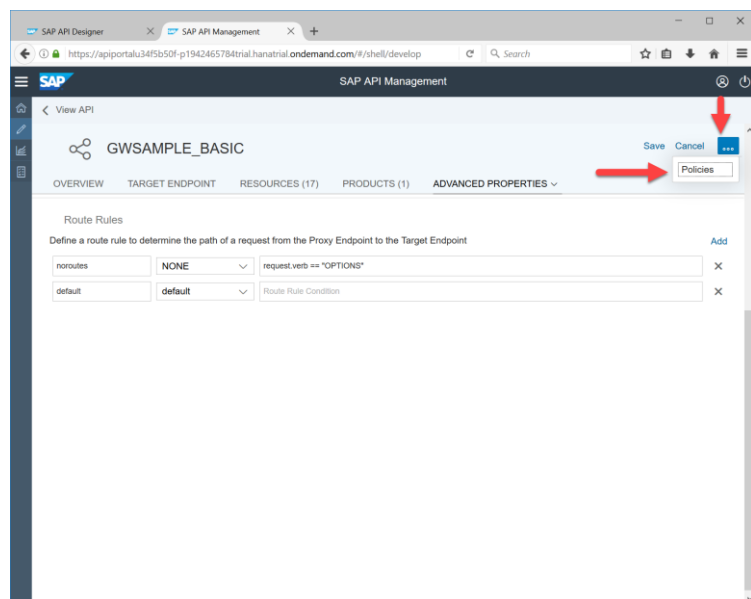 SAP API Designer
SAP API Management
https://apiportalu34f5b50f-p1942465784trial.hanatrial.ondemand.com/#/shell/develop
Search
SAP
SAP API Management
View API
GWSAMPLE_BASIC
Save Cancel ...
Policies
OVERVIEW TARGET ENDPOINT RESOURCES (17) PRODUCTS (1) ADVANCED PROPERTIES
Route Rules
Define a route rule to determine the path of a request from the Proxy Endpoint to the Target Endpoint
Add
noroutes NONE request.verb == "OPTIONS"
default default Route Rule Condition